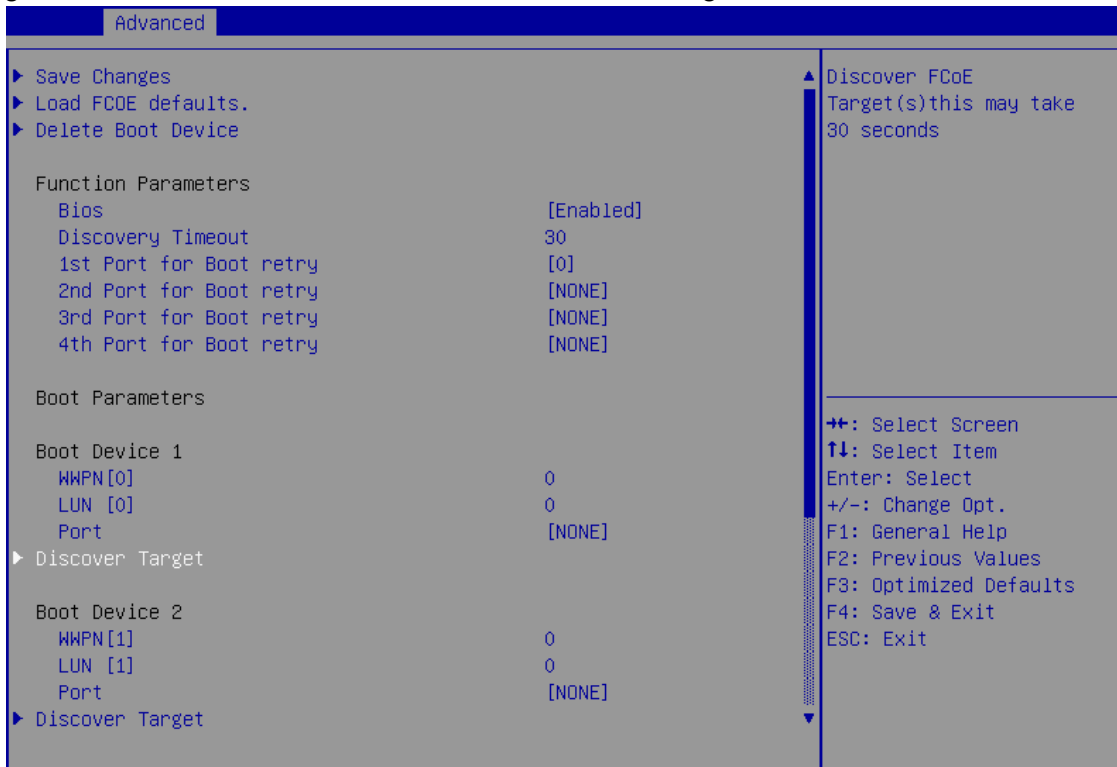 Advanced
Save Changes
Load FCOE defaults.
Delete Boot Device
Function Parameters
Bios [Enabled]
Discovery Timeout 30
1st Port for Boot retry [0]
2nd Port for Boot retry [NONE]
3rd Port for Boot retry [NONE]
4th Port for Boot retry [NONE]
Boot Parameters
Boot Device 1
WWPN[0] 0
LUN [0] 0
Port [NONE]
Discover Target
Boot Device 2
WWPN[1] 0
LUN [1] 0
Port [NONE]
Discover Target
Discover FCoE
Target(s)this may take
30 seconds
→←: Select Screen
↑↓: Select Item
Enter: Select
+/-: Change Opt.
F1: General Help
F2: Previous Values
F3: Optimized Defaults
F4: Save & Exit
ESC: Exit